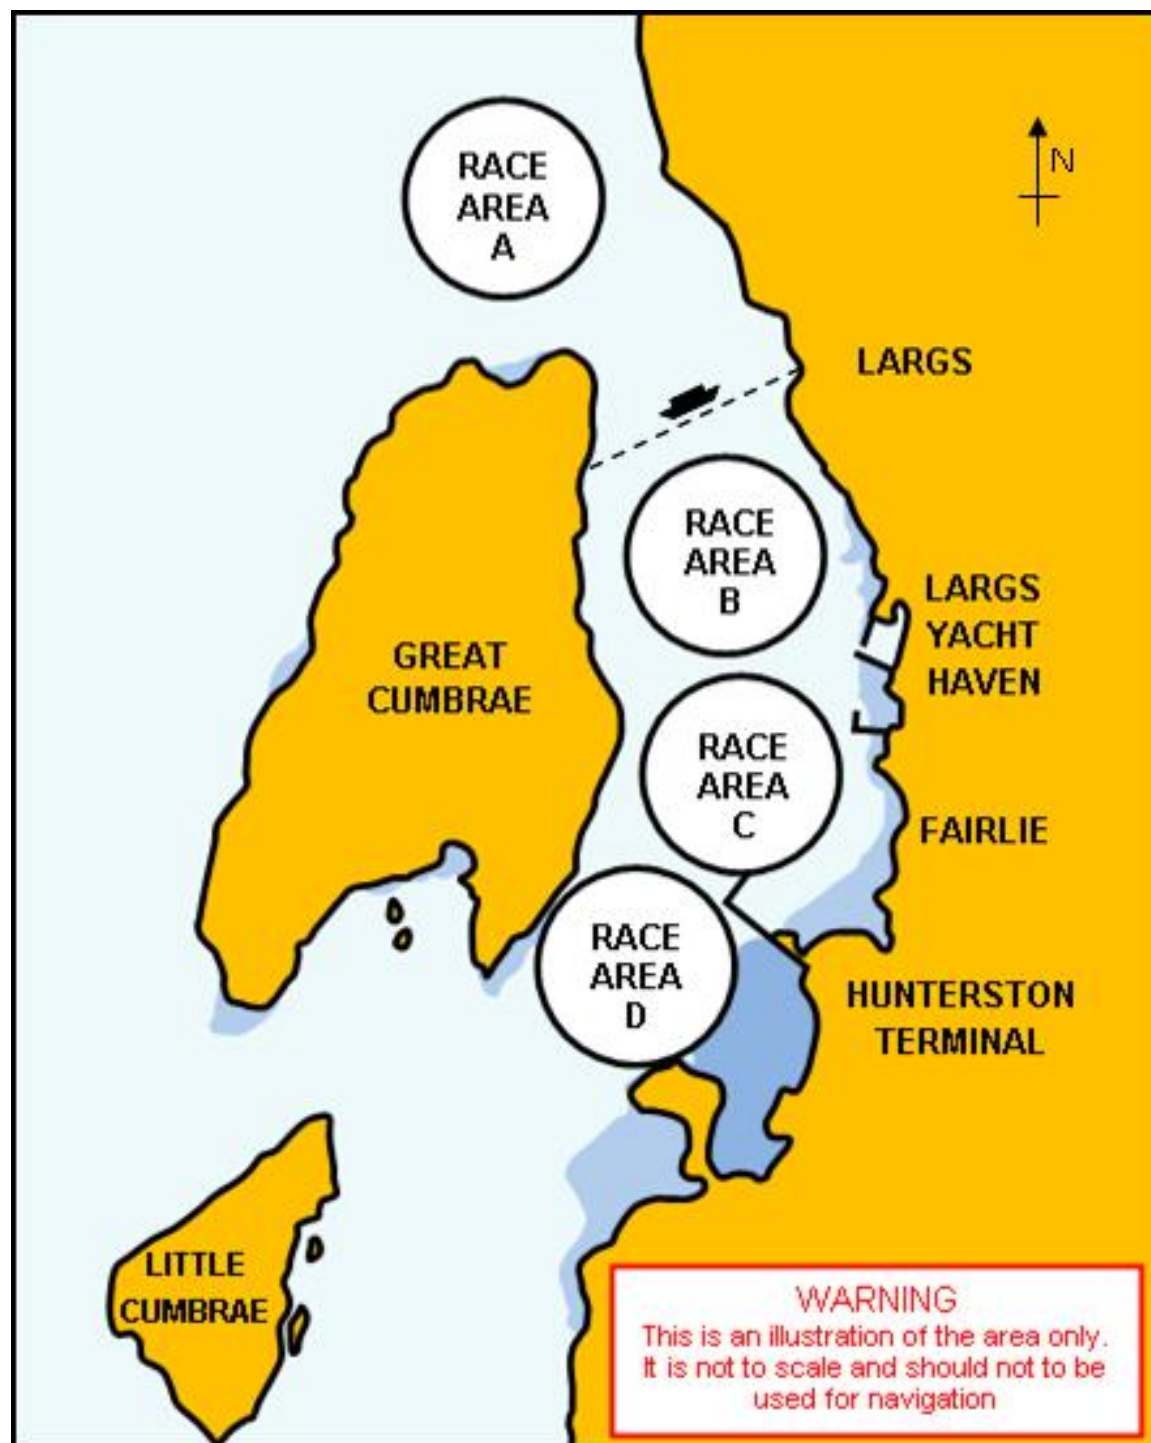 RACE
AREA
A
N
LARGS
RACE
AREA
B
LARGS
YACHT
HAVEN
GREAT
CUMBRAE
RACE
AREA
C
FAIRLIE
RACE
AREA
D
HUNTERSTON
TERMINAL
LITTLE
CUMBRAE
WARNING
This is an illustration of the area only.
It is not to scale and should not to be
used for navigation